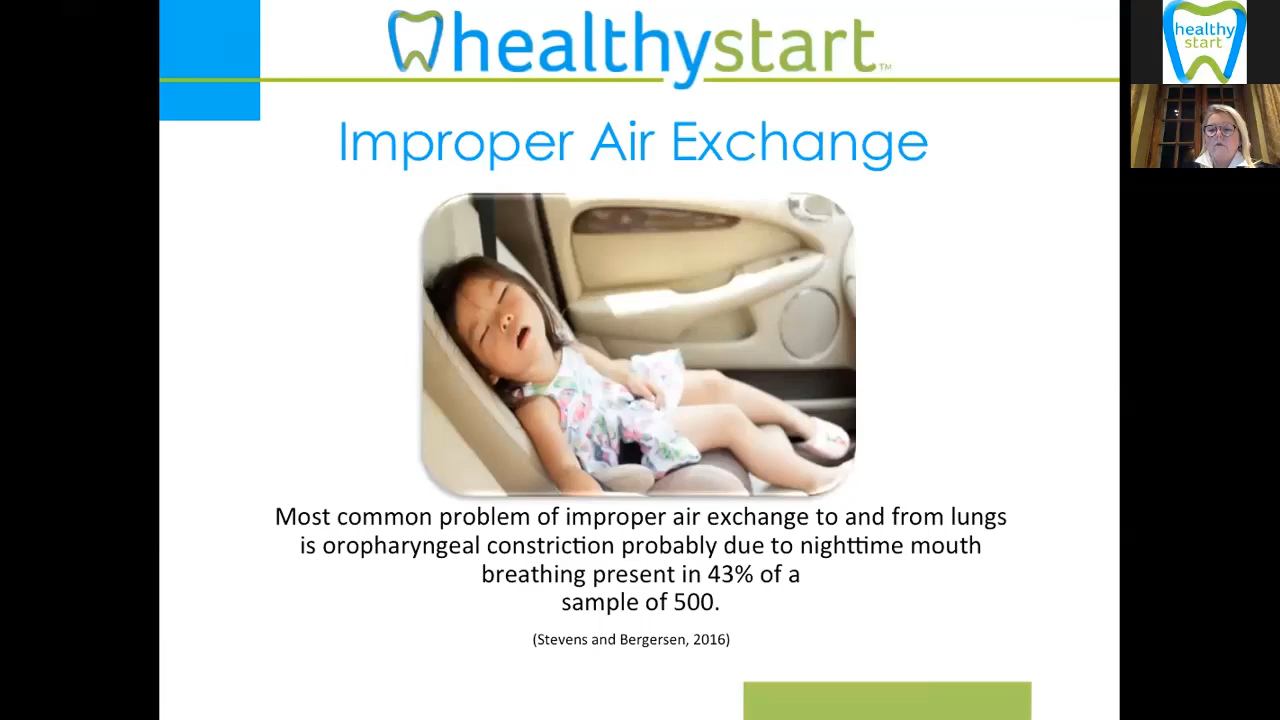 healthystart™
healthy
start
Improper Air Exchange
Most common problem of improper air exchange to and from lungs
is oropharyngeal constriction probably due to nighttime mouth
breathing present in 43% of a
sample of 500.
(Stevens and Bergersen, 2016)